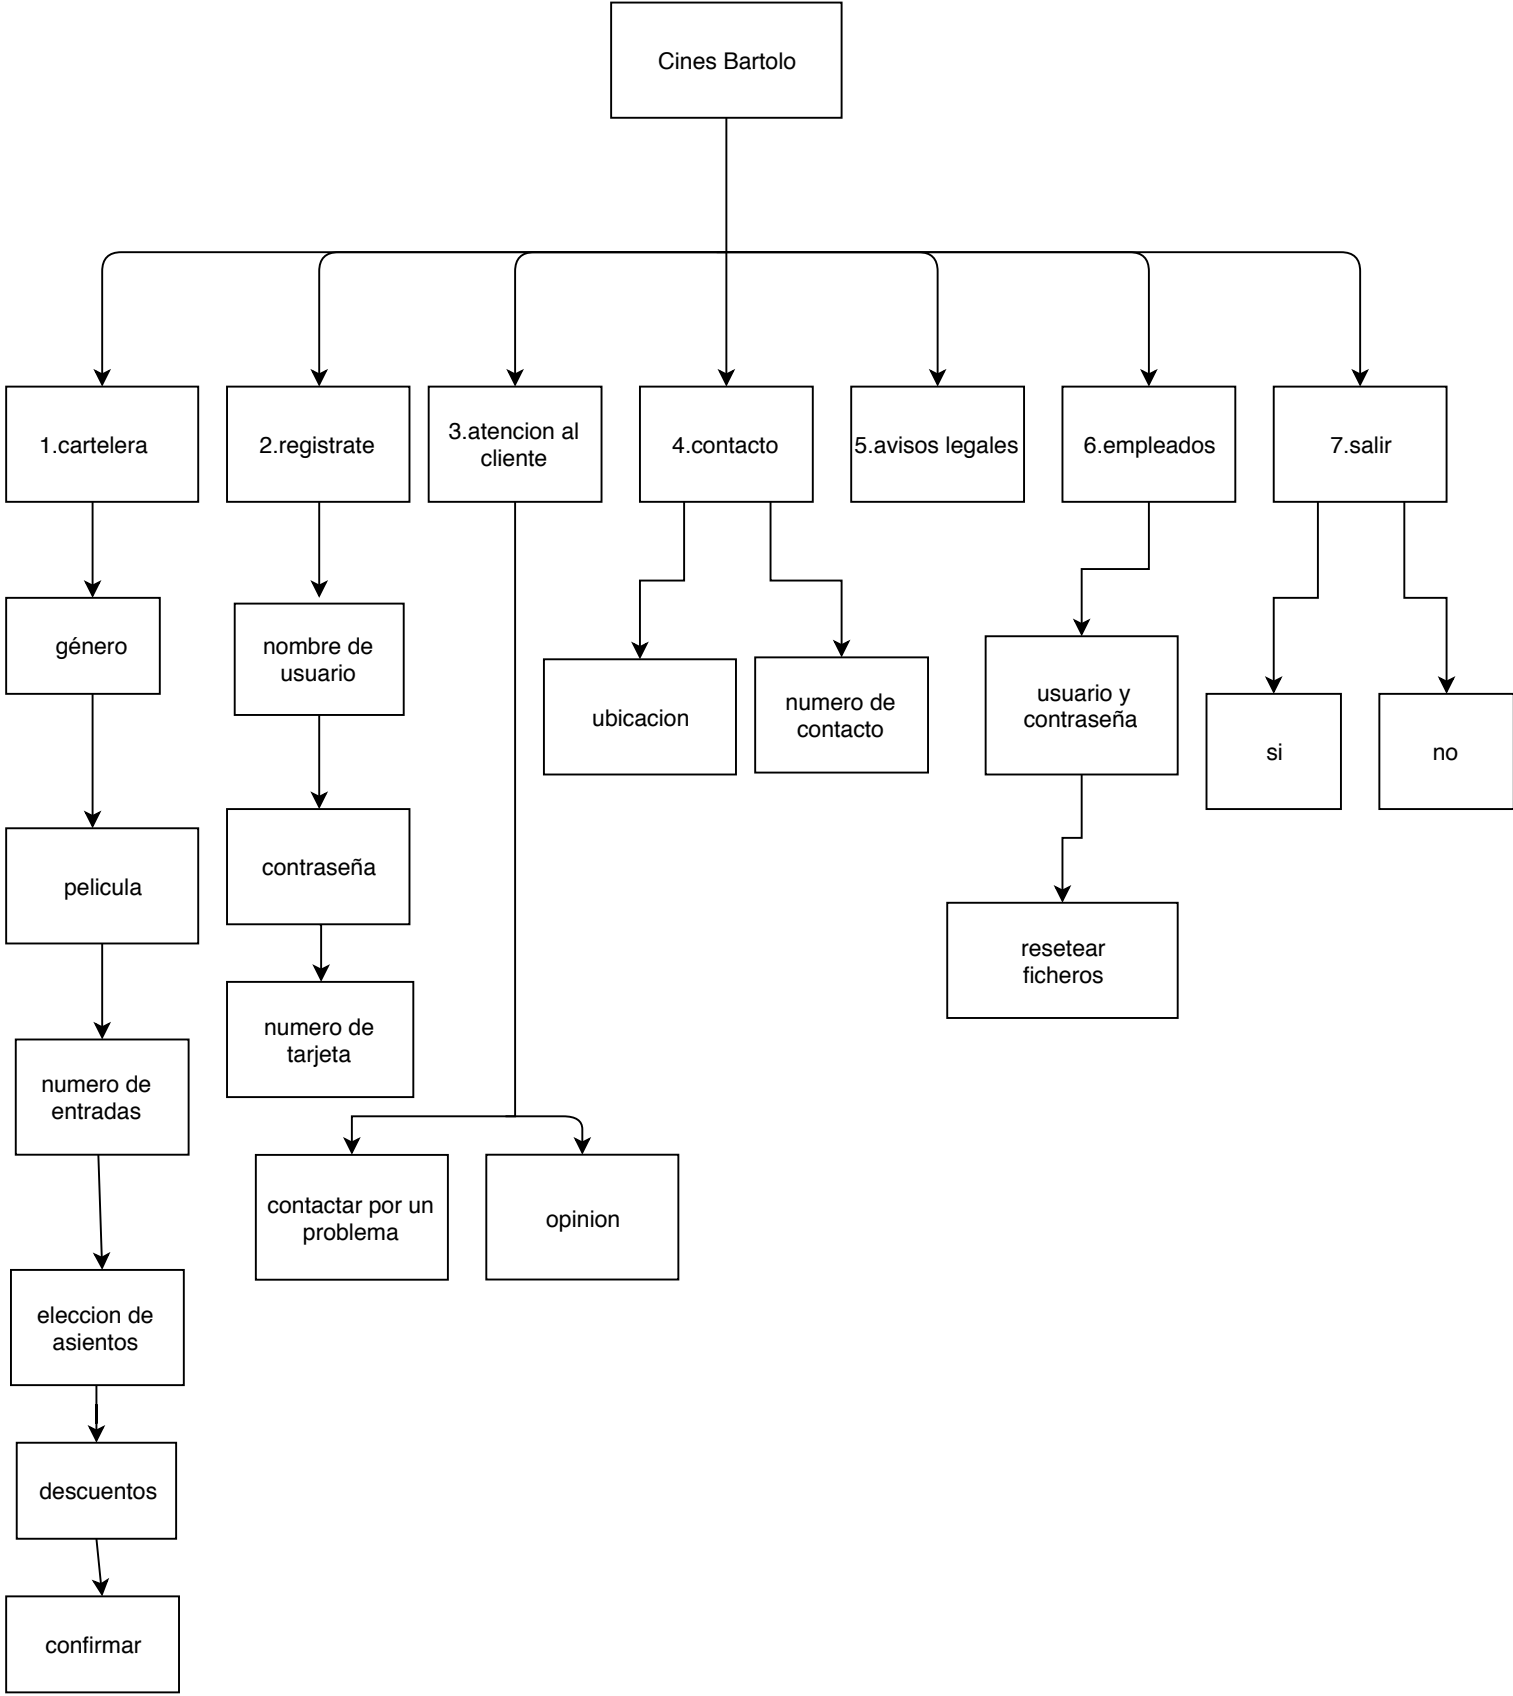 Cines Bartolo
1.cartelera
2.registrate
3.atencion al
cliente
4.contacto
5.avisos legales
6.empleados
7.salir
género
nombre de
usuario
ubicacion
numero de
contacto
usuario y
contraseña
si
no
pelicula
contraseña
resetear
ficheros
numero de
entradas
numero de
tarjeta
contactar por un
problema
opinion
eleccion de
asientos
descuentos
confirmar